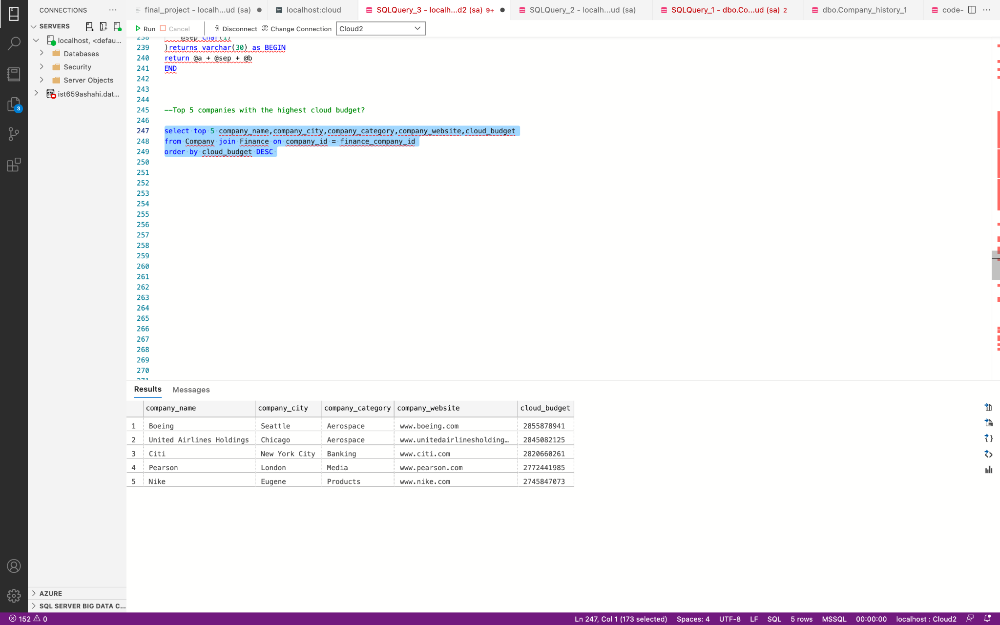 CONNECTIONS ···
SERVERS
localhost, <defau...
Databases
Security
Server Objects
ist659ashahi.dat...
3
AZURE
SQL SERVER BIG DATA C...
final_project - localh...ud (sa)
localhost:cloud
SQLQuery_3 - localh...d2 (sa) 9+
SQLQuery_2 - localh...ud (sa)
SQLQuery_1 - dbo.Co...ud (sa) 2
dbo.Company_history_1
code-
Run Cancel Disconnect Change Connection Cloud2
238 @sep char(1)
239 )returns varchar(30) as BEGIN
240 return @a + @sep + @b
241 END
242
243
244
245 --Top 5 companies with the highest cloud budget?
246
247 select top 5 company_name,company_city,company_category,company_website,cloud_budget
248 from Company join Finance on company_id = finance_company_id
249 order by cloud_budget DESC
250
251
252
253
254
255
256
257
258
259
260
261
262
263
264
265
266
267
268
269
270
271
Results Messages
company_name company_city company_category company_website cloud_budget
1 Boeing Seattle Aerospace www.boeing.com 2855878941
2 United Airlines Holdings Chicago Aerospace www.unitedairlinesholding… 2845082125
3 Citi New York City Banking www.citi.com 2820660261
4 Pearson London Media www.pearson.com 2772441985
5 Nike Eugene Products www.nike.com 2745847073
152 0 Ln 247, Col 1 (173 selected) Spaces: 4 UTF-8 LF SQL 5 rows MSSQL 00:00:00 localhost : Cloud2